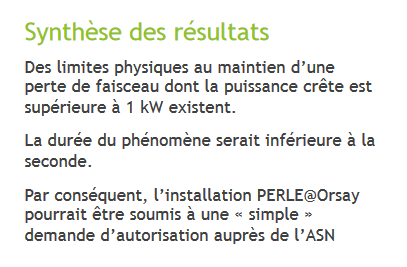 Synthèse des résultats
Des limites physiques au maintien d’une
perte de faisceau dont la puissance crête est
supérieure à 1 kW existent.
La durée du phénomène serait inférieure à la
seconde.
Par conséquent, l’installation PERLE@Orsay
pourrait être soumis à une « simple »
demande d’autorisation auprès de l’ASN